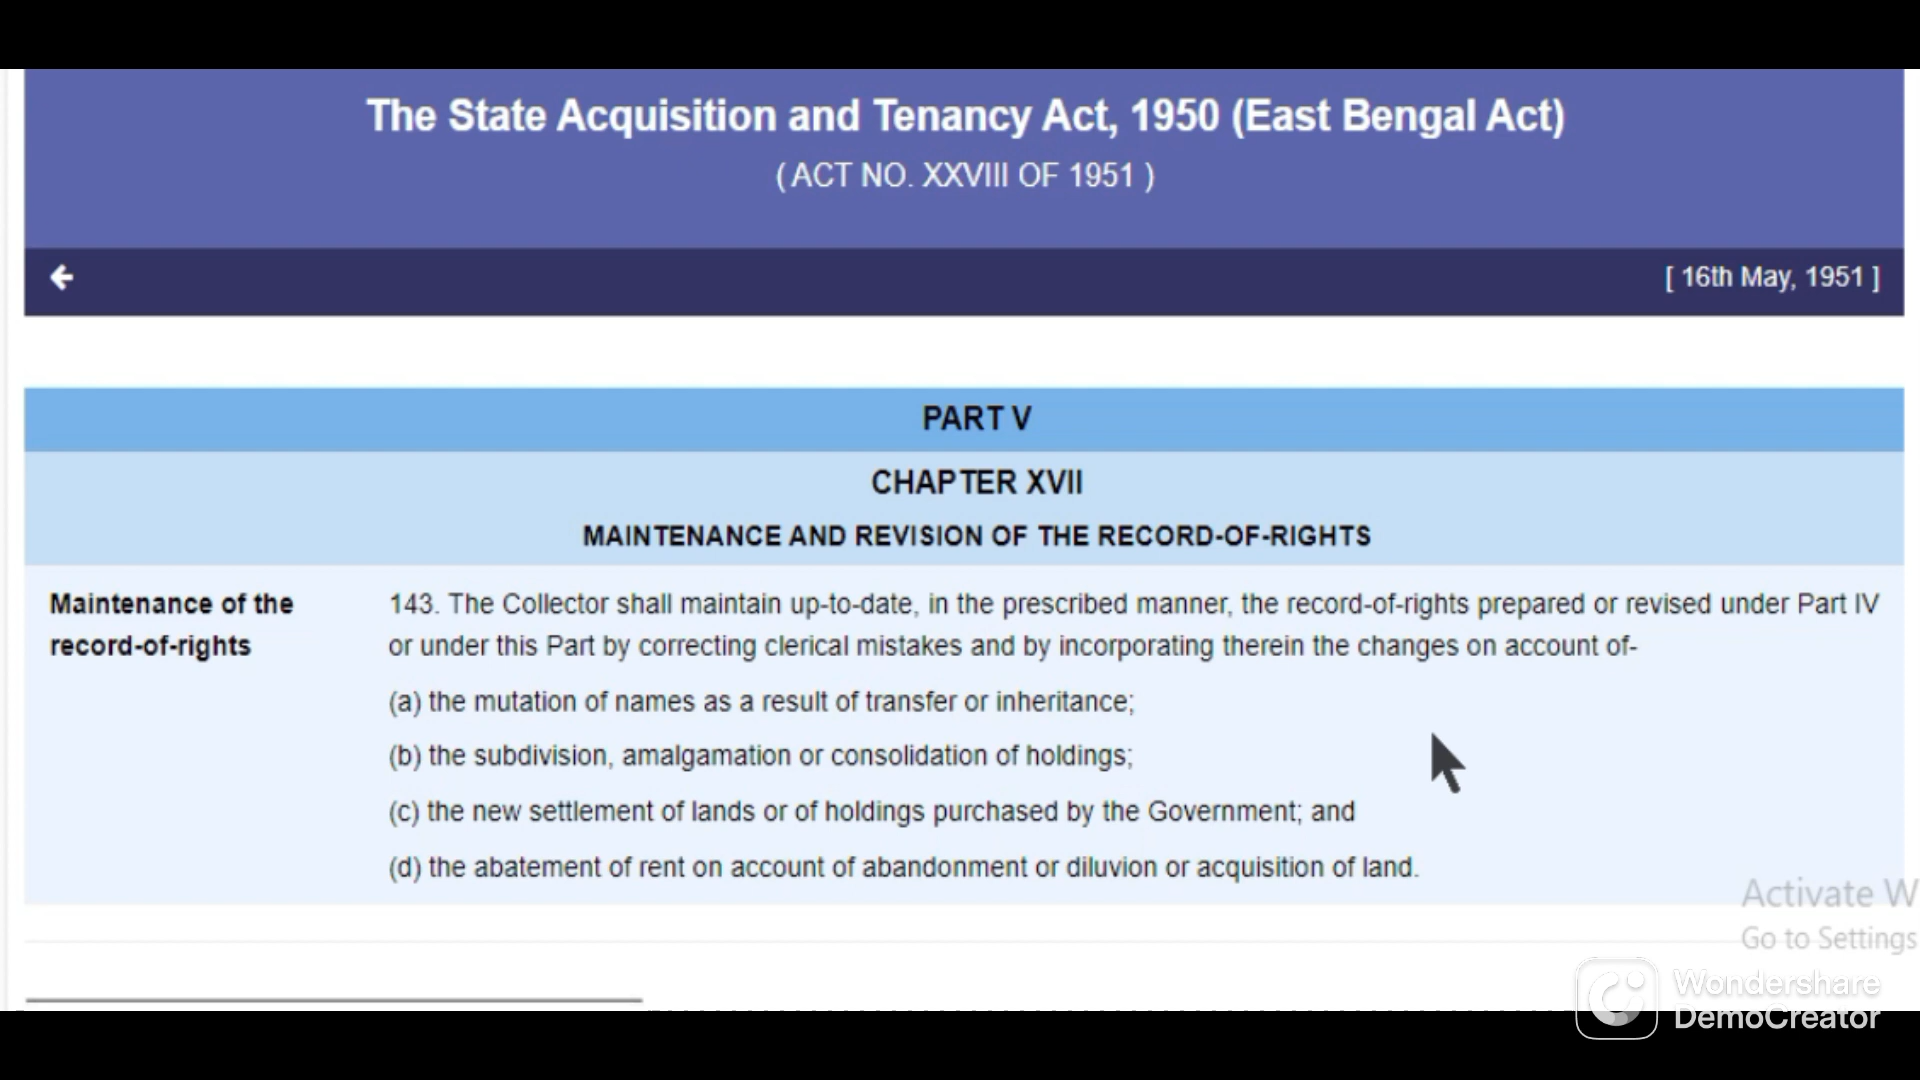 The State Acquisition and Tenancy Act, 1950 (East Bengal Act)
( ACT NO. XXVIII OF 1951 )
[ 16th May, 1951 ]
PART V
CHAPTER XVII
MAINTENANCE AND REVISION OF THE RECORD-OF-RIGHTS
Maintenance of the
record-of-rights
143. The Collector shall maintain up-to-date, in the prescribed manner, the record-of-rights prepared or revised under Part IV
or under this Part by correcting clerical mistakes and by incorporating therein the changes on account of-
(a) the mutation of names as a result of transfer or inheritance;
(b) the subdivision, amalgamation or consolidation of holdings;
(c) the new settlement of lands or of holdings purchased by the Government; and
(d) the abatement of rent on account of abandonment or diluvion or acquisition of land.
Activate W
Go to Settings
Wondershare
DemoCreator